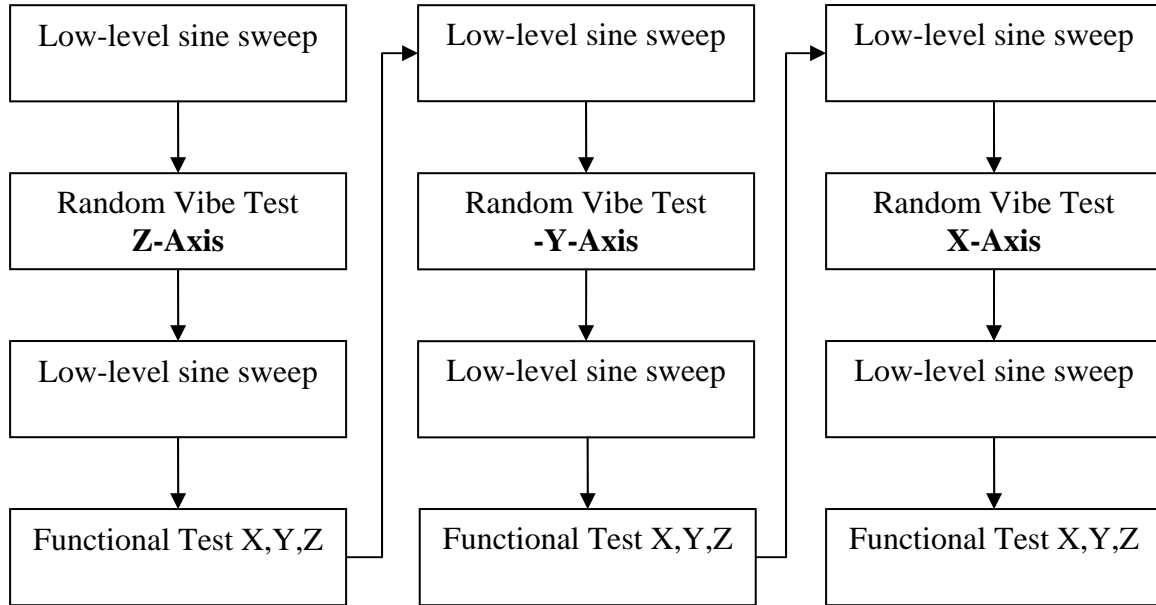 Low-level sine sweep
Random Vibe Test
Z-Axis
Low-level sine sweep
Functional Test X,Y,Z
Low-level sine sweep
Random Vibe Test
-Y-Axis
Low-level sine sweep
Functional Test X,Y,Z
Low-level sine sweep
Random Vibe Test
X-Axis
Low-level sine sweep
Functional Test X,Y,Z